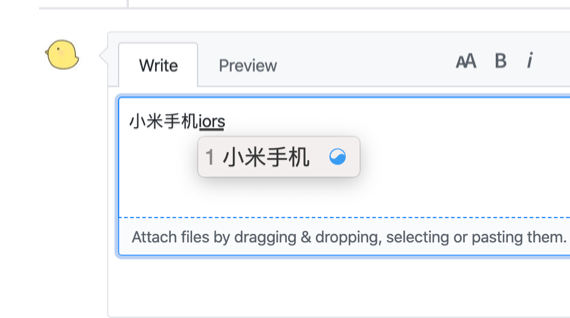 Write Preview AA B i
小米手机iors
1 小米手机
Attach files by dragging & dropping, selecting or pasting them.